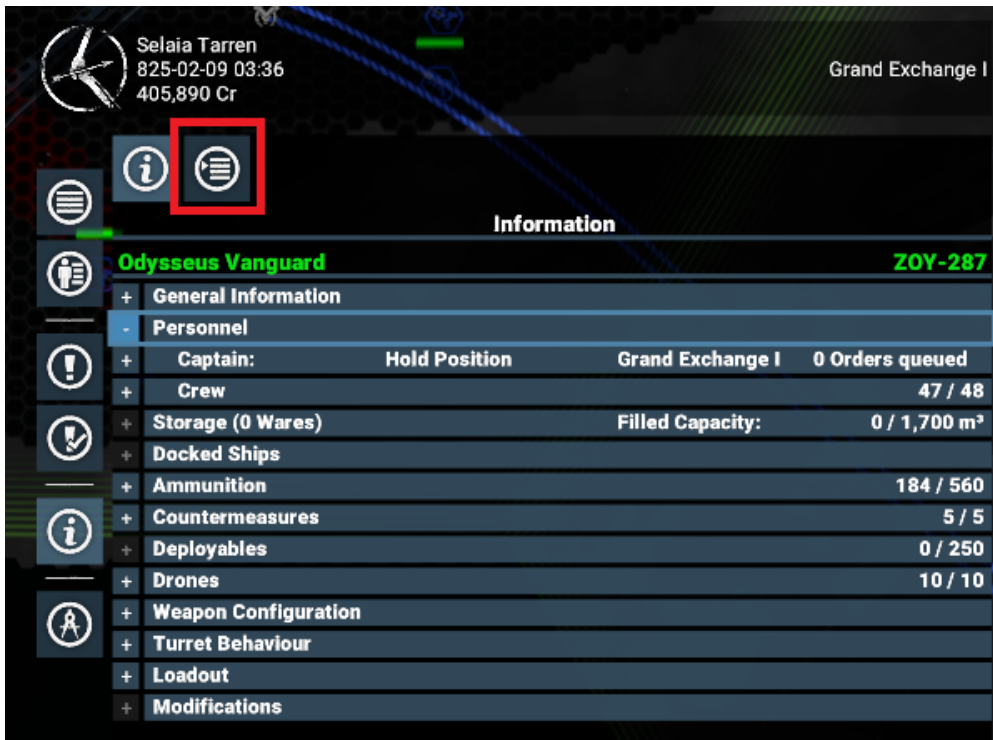 Selaia Tarren
825-02-09 03:36
405,890 Cr
Grand Exchange I
Information
Odysseus Vanguard ZOY-287
+ General Information
- Personnel
+ Captain: Hold Position Grand Exchange I 0 Orders queued
+ Crew 47 / 48
+ Storage (0 Wares) Filled Capacity: 0 / 1,700 m³
+ Docked Ships
+ Ammunition 184 / 560
+ Countermeasures 5 / 5
+ Deployables 0 / 250
+ Drones 10 / 10
+ Weapon Configuration
+ Turret Behaviour
+ Loadout
+ Modifications